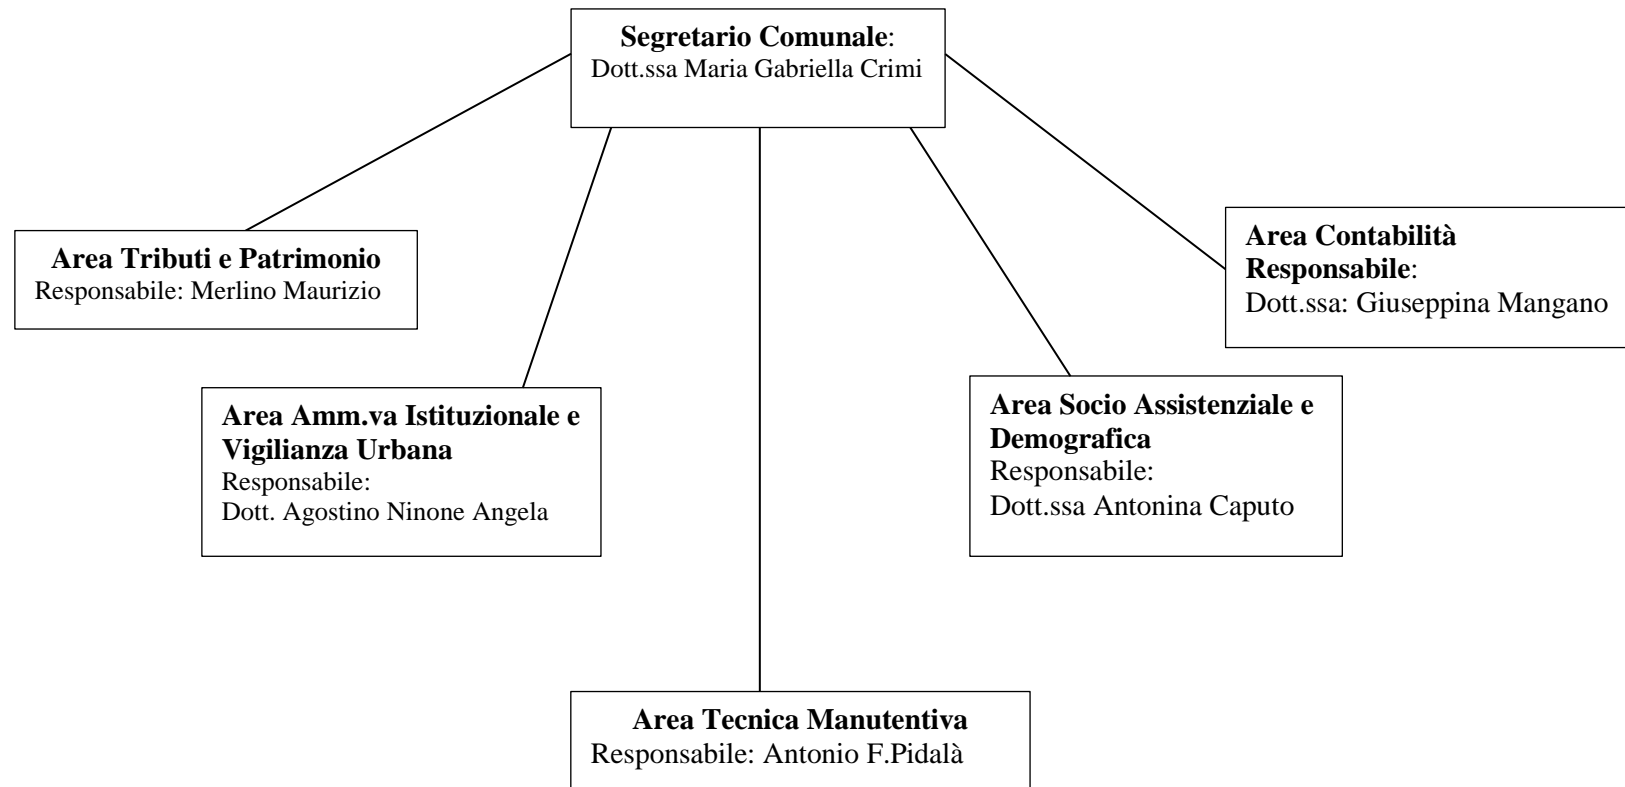 Segretario Comunale:
Dott.ssa Maria Gabriella Crimi
Area Tributi e Patrimonio
Responsabile: Merlino Maurizio
Area Contabilità
Responsabile:
Dott.ssa: Giuseppina Mangano
Area Amm.va Istituzionale e
Vigilianza Urbana
Responsabile:
Dott. Agostino Ninone Angela
Area Socio Assistenziale e
Demografica
Responsabile:
Dott.ssa Antonina Caputo
Area Tecnica Manutentiva
Responsabile: Antonio F.Pidalà